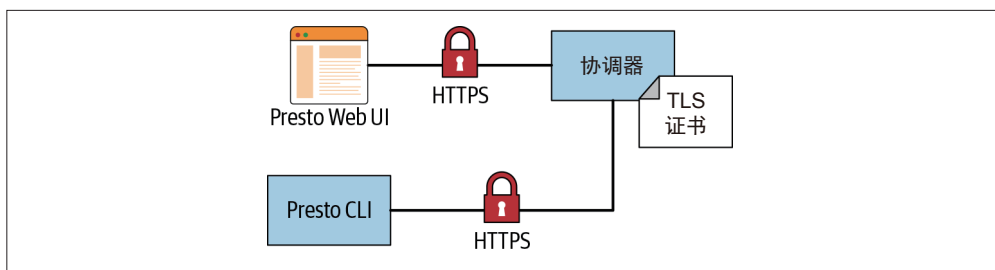 协调器
HTTPS
TLS
证书
Presto Web UI
Presto CLI
HTTPS